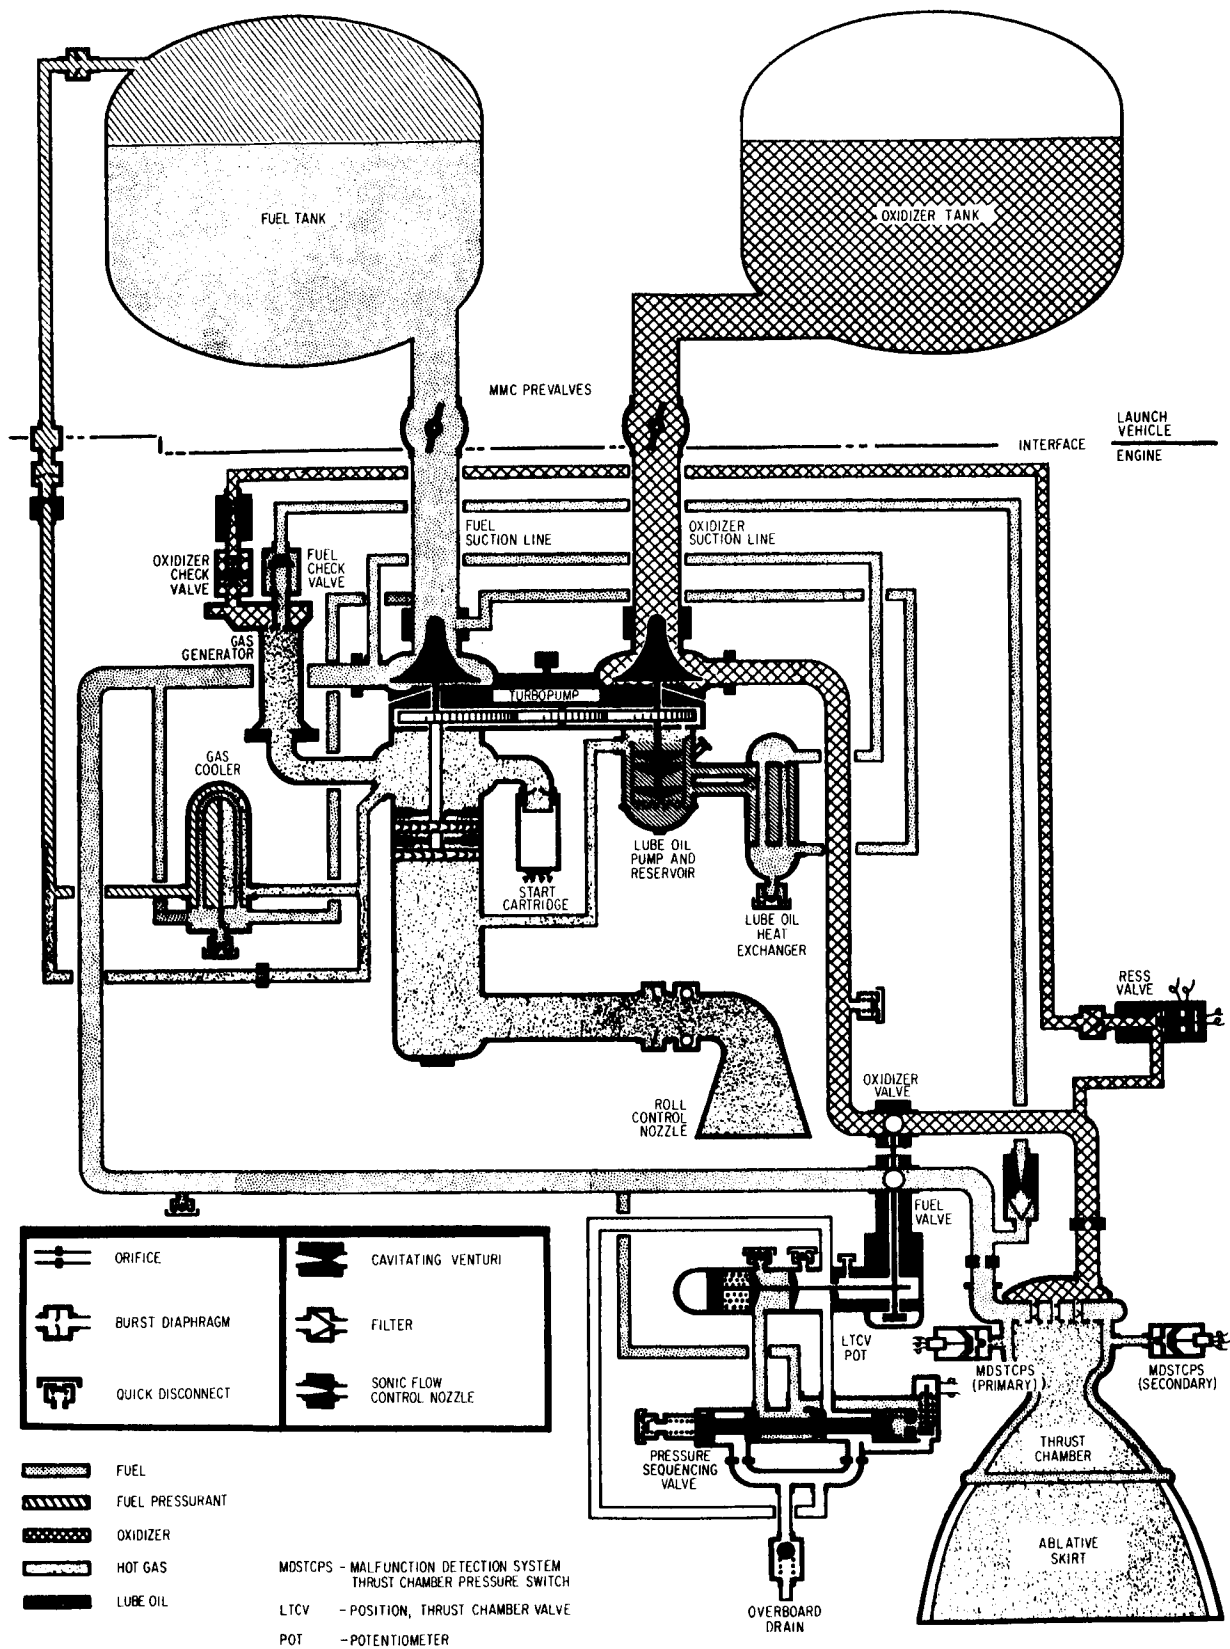 FUEL TANK
OXIDIZER TANK
MMC PREVALVES
LAUNCH
VEHICLE
INTERFACE
ENGINE
FUEL
SUCTION LINE
OXIDIZER
SUCTION LINE
OXIDIZER
CHECK
VALVE
FUEL
CHECK
VALVE
GAS
GENERATOR
TURBOPUMP
GAS
COOLER
START
CARTRIDGE
LUBE OIL
PUMP AND
RESERVOIR
LUBE OIL
HEAT
EXCHANGER
RESS
VALVE
OXIDIZER
VALVE
ROLL
CONTROL
NOZZLE
FUEL
VALVE
ORIFICE
CAVITATING VENTURI
BURST DIAPHRAGM
FILTER
QUICK DISCONNECT
SONIC FLOW
CONTROL NOZZLE
LTCV
POT
MDSTCPS
(PRIMARY)
MDSTCPS
(SECONDARY)
PRESSURE
SEQUENCING
VALVE
THRUST
CHAMBER
ABLATIVE
SKIRT
OVERBOARD
DRAIN
FUEL
FUEL PRESSURANT
OXIDIZER
HOT GAS
LUBE OIL
MDSTCPS - MALFUNCTION DETECTION SYSTEM
THRUST CHAMBER PRESSURE SWITCH
LTCV - POSITION, THRUST CHAMBER VALVE
POT - POTENTIOMETER